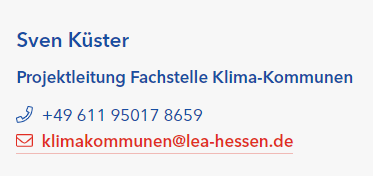 Sven Küster
Projektleitung Fachstelle Klima-Kommunen
+49 611 95017 8659
klimakommunen@lea-hessen.de